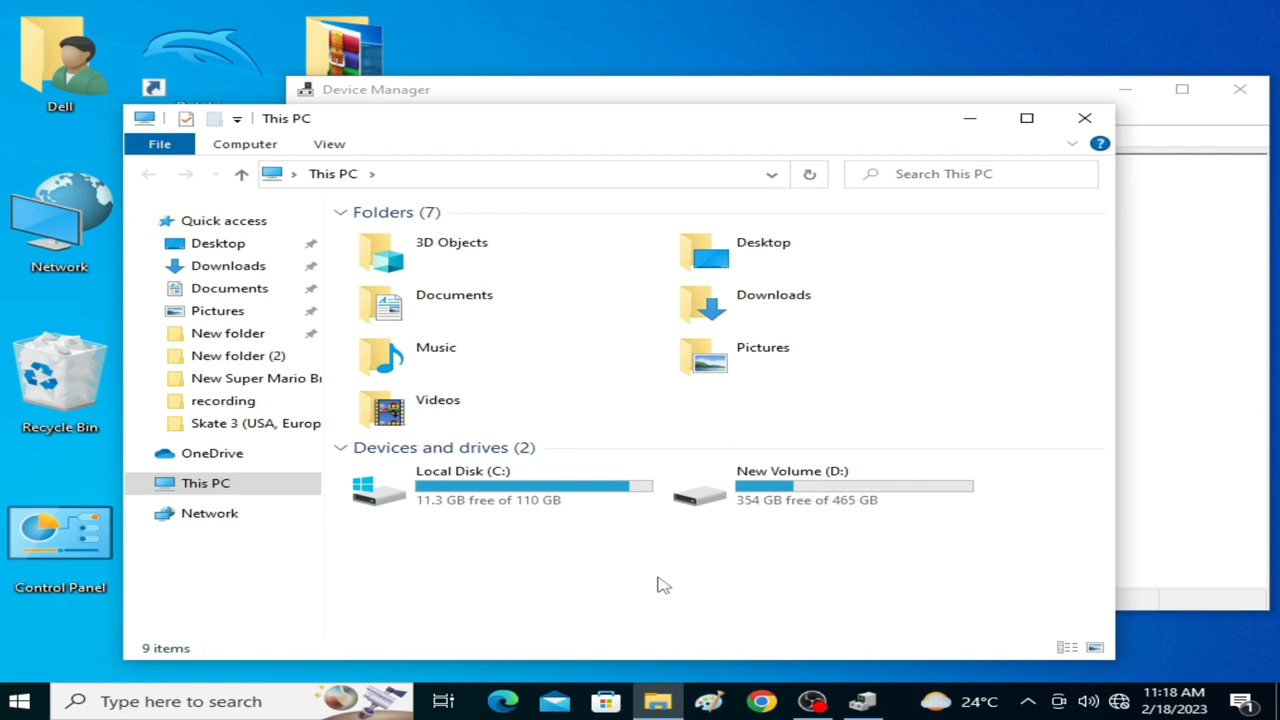 Dell
Network
Recycle Bin
Control Panel
Device Manager
This PC
File
Computer
View
This PC
Search This PC
Quick access
Desktop
Downloads
Documents
Pictures
New folder
New folder (2)
New Super Mario Br
recording
Skate 3 (USA, Europ
OneDrive
This PC
Network
Folders (7)
3D Objects
Desktop
Documents
Downloads
Music
Pictures
Videos
Devices and drives (2)
Local Disk (C:)
11.3 GB free of 110 GB
New Volume (D:)
354 GB free of 465 GB
9 items
Type here to search
24°C
11:18 AM
2/18/2023
1